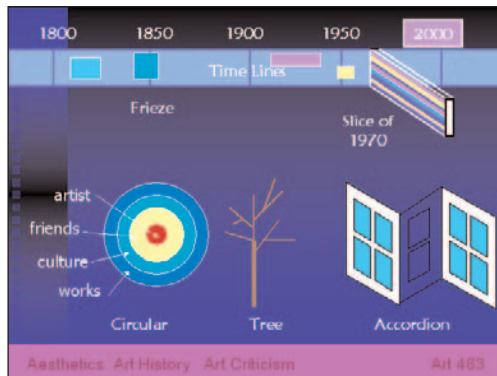 1800 1850 1900 1950 2000
Time Lines
Frieze
Slice of
1970
artist
friends
culture
works
Circular Tree Accordion
Aesthetics Art History Art Criticism Art 463